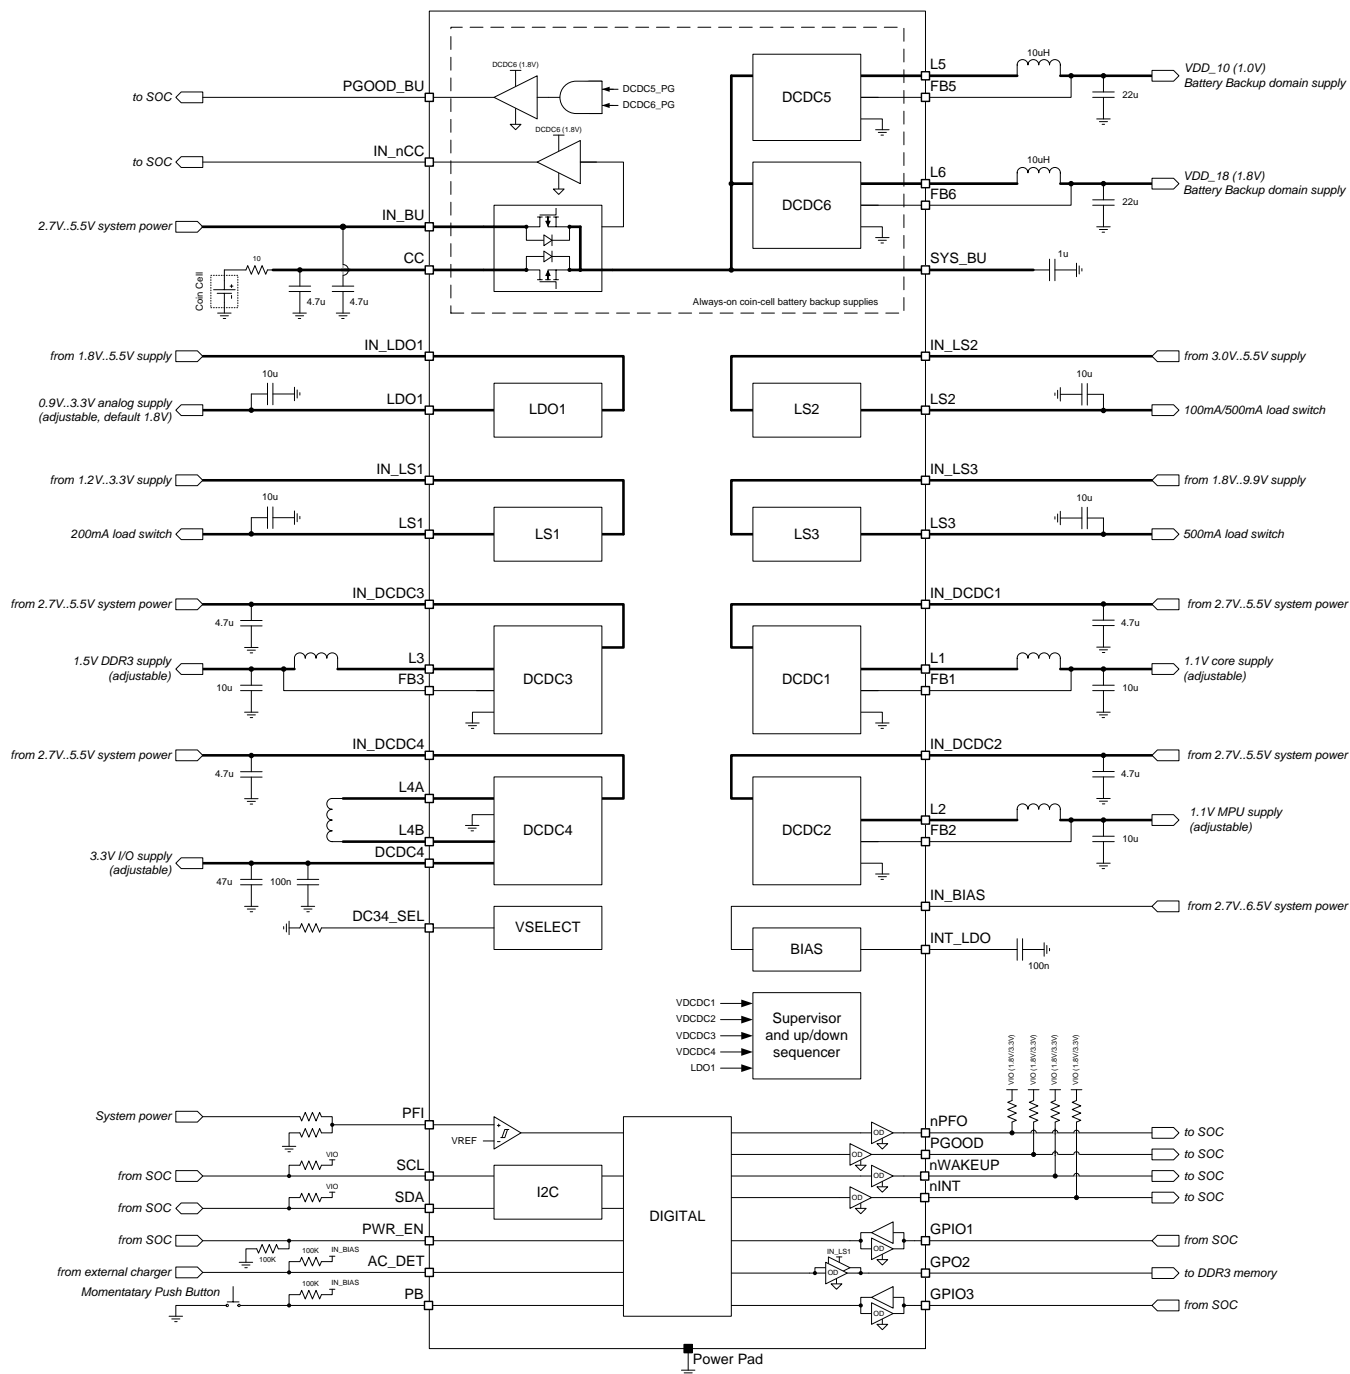 DCDC6 (1.8V)
PGOOD_BU
to SOC
DCDC5_PG
DCDC6_PG
DCDC6 (1.8V)
IN_nCC
to SOC
IN_BU
2.7V..5.5V system power
CC
10
Coin Cell
+
-
4.7u
4.7u
DCDC5
L5
FB5
10uH
22u
VDD_10 (1.0V)
Battery Backup domain supply
DCDC6
L6
FB6
10uH
22u
VDD_18 (1.8V)
Battery Backup domain supply
SYS_BU
1u
Always-on coin-cell battery backup supplies
IN_LDO1
from 1.8V..5.5V supply
10u
LDO1
0.9V..3.3V analog supply
(adjustable, default 1.8V)
LDO1
IN_LS2
from 3.0V..5.5V supply
10u
LS2
LS2
100mA/500mA load switch
IN_LS1
from 1.2V..3.3V supply
10u
LS1
200mA load switch
LS1
IN_LS3
from 1.8V..9.9V supply
10u
LS3
LS3
500mA load switch
IN_DCDC3
from 2.7V..5.5V system power
4.7u
L3
1.5V DDR3 supply
(adjustable)
FB3
10u
DCDC3
IN_DCDC1
from 2.7V..5.5V system power
4.7u
DCDC1
L1
FB1
1.1V core supply
(adjustable)
10u
IN_DCDC4
from 2.7V..5.5V system power
4.7u
L4A
L4B
DCDC4
DCDC4
3.3V I/O supply
(adjustable)
47u
100n
IN_DCDC2
from 2.7V..5.5V system power
4.7u
DCDC2
L2
FB2
1.1V MPU supply
(adjustable)
10u
DC34_SEL
VSELECT
IN_BIAS
from 2.7V..6.5V system power
BIAS
INT_LDO
100n
VDCDC1
VDCDC2
VDCDC3
VDCDC4
LDO1
Supervisor
and up/down
sequencer
VIO (1.8V/3.3V)
VIO (1.8V/3.3V)
VIO (1.8V/3.3V)
VIO (1.8V/3.3V)
System power
PFI
VREF
+
-
OD
nPFO
to SOC
OD
PGOOD
to SOC
VIO
from SOC
SCL
I2C
OD
nWAKEUP
to SOC
VIO
from SOC
SDA
OD
nINT
to SOC
DIGITAL
PWR_EN
from SOC
100K
OD
GPIO1
from SOC
100K
IN_BIAS
AC_DET
from external charger
IN_LS1
OD
GPO2
to DDR3 memory
Momentatary Push Button
100K
IN_BIAS
PB
OD
GPIO3
from SOC
Power Pad